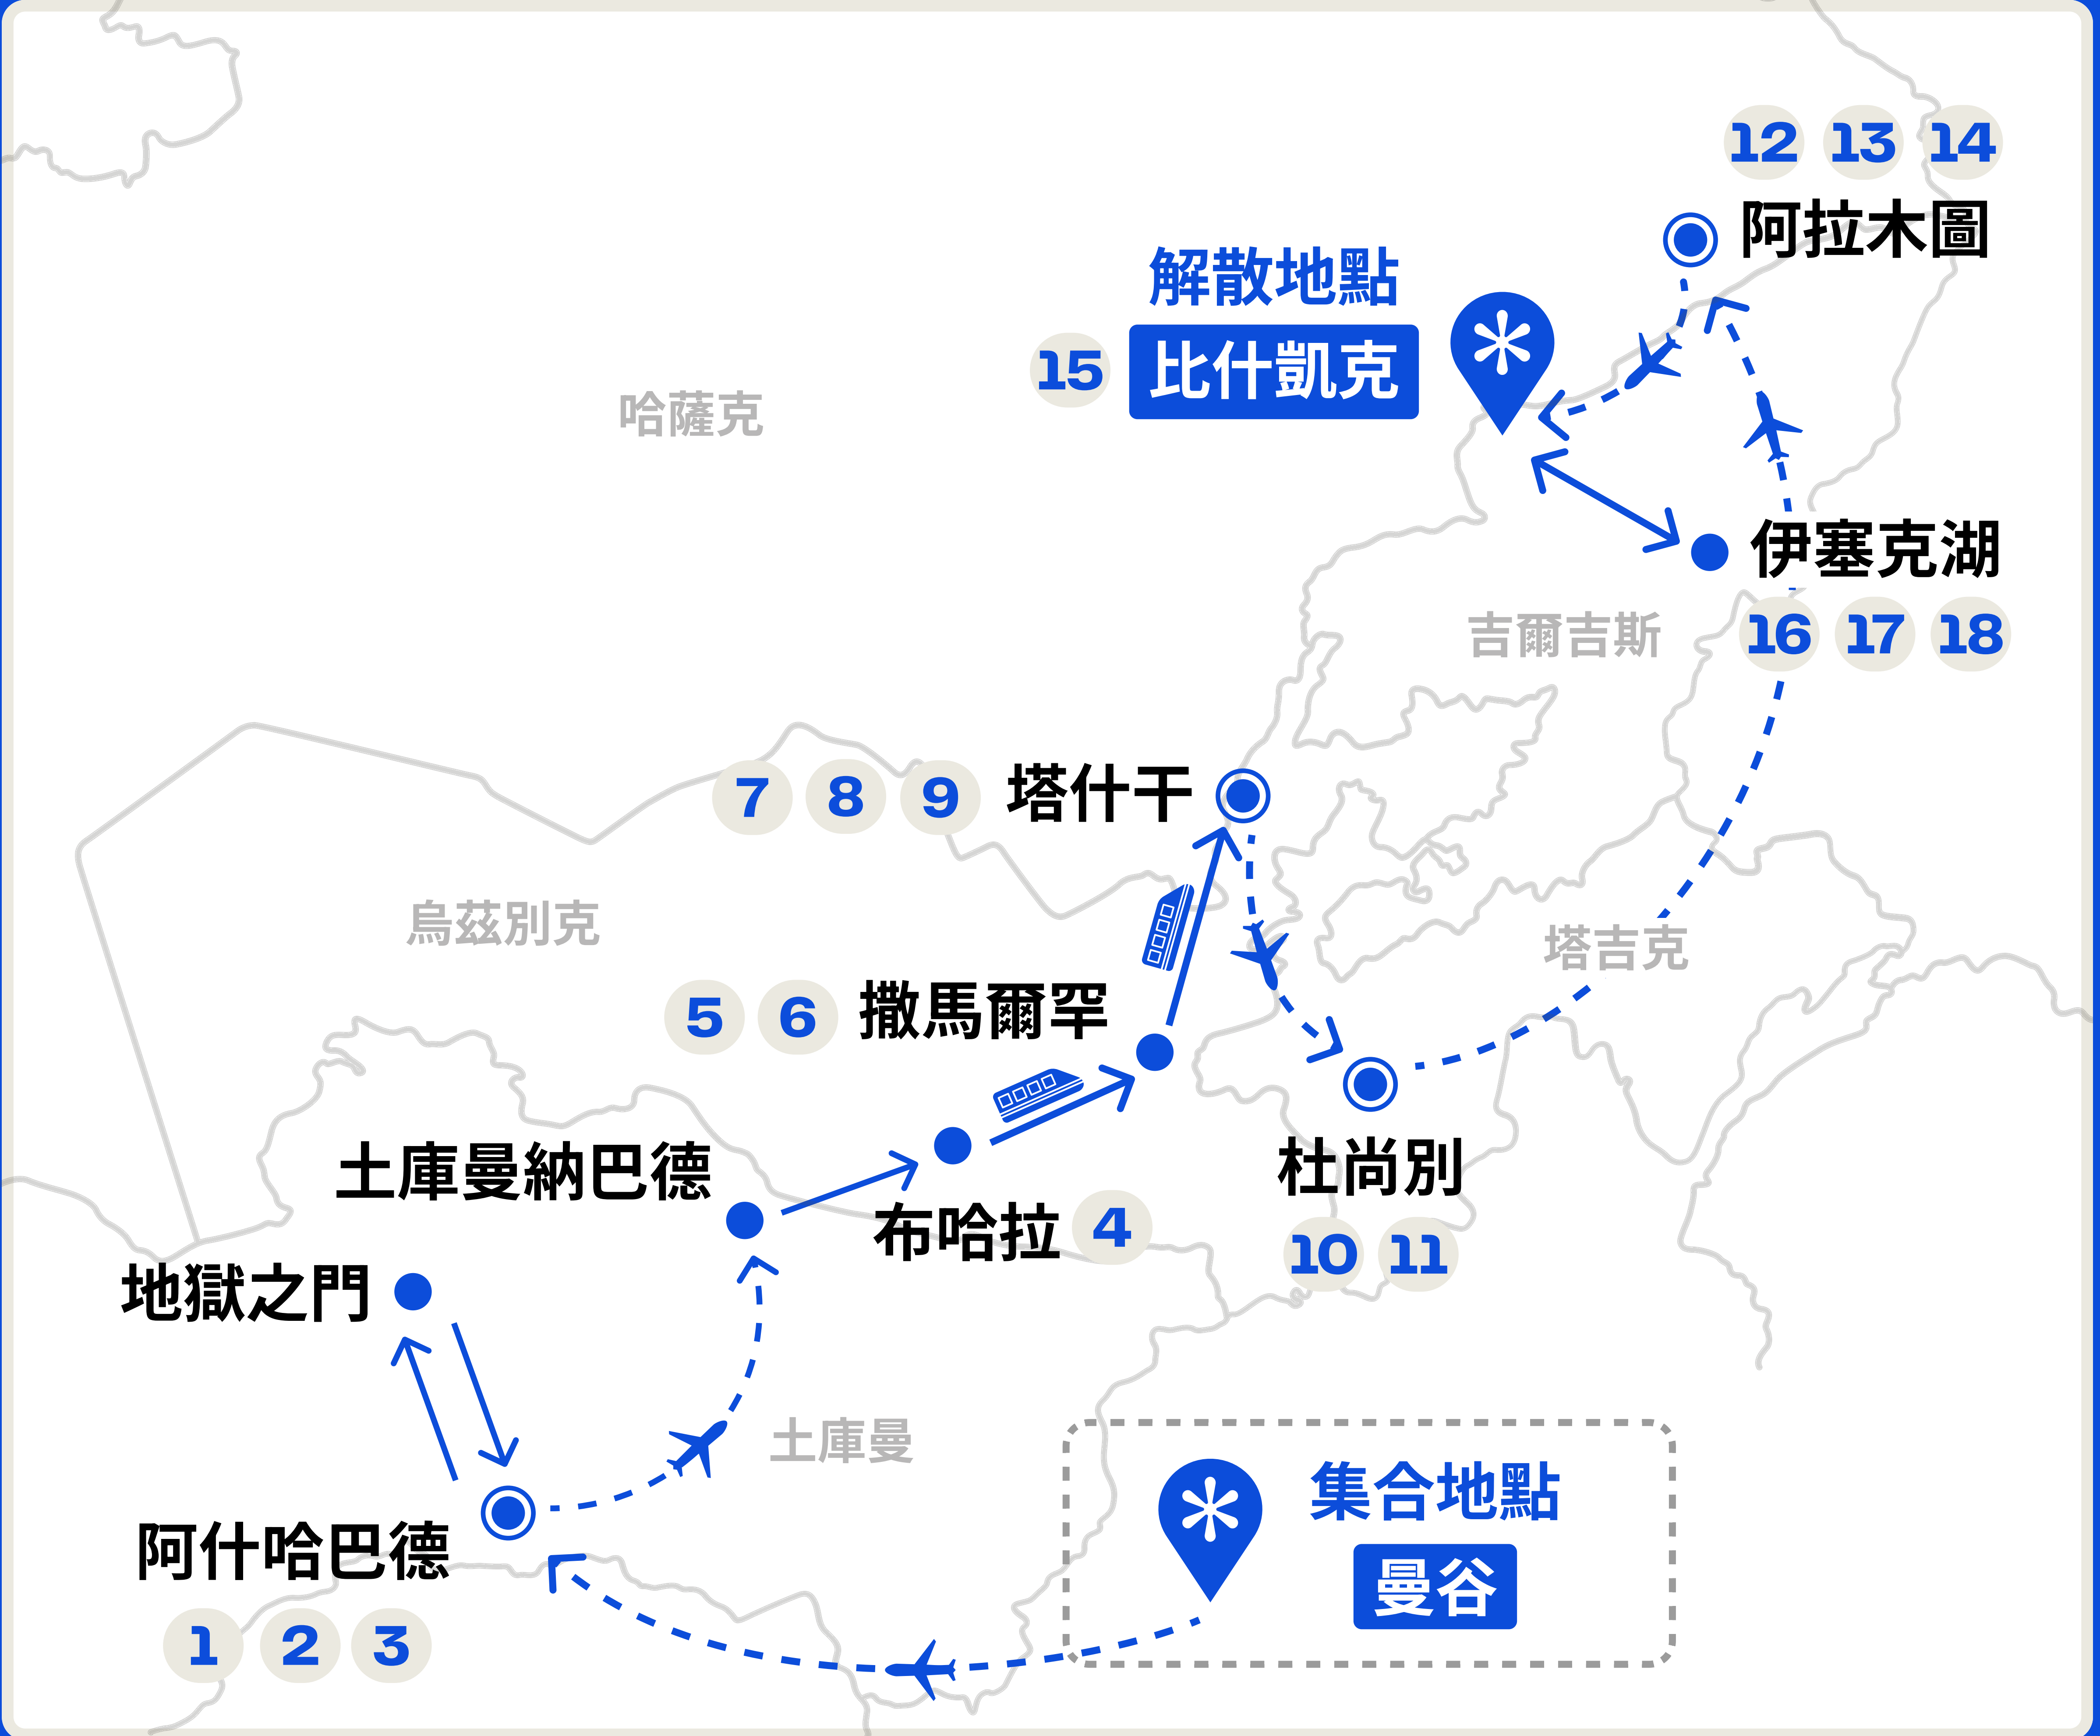 12 13 14
阿拉木圖
解散地點
15 比什凱克
哈薩克
伊塞克湖
16 17 18
吉爾吉斯
7 8 9 塔什干
烏茲別克
塔吉克
5 6 撒馬爾罕
土庫曼納巴德
布哈拉 4
杜尚別
10 11
地獄之門
土庫曼
集合地點
曼谷
阿什哈巴德
1 2 3